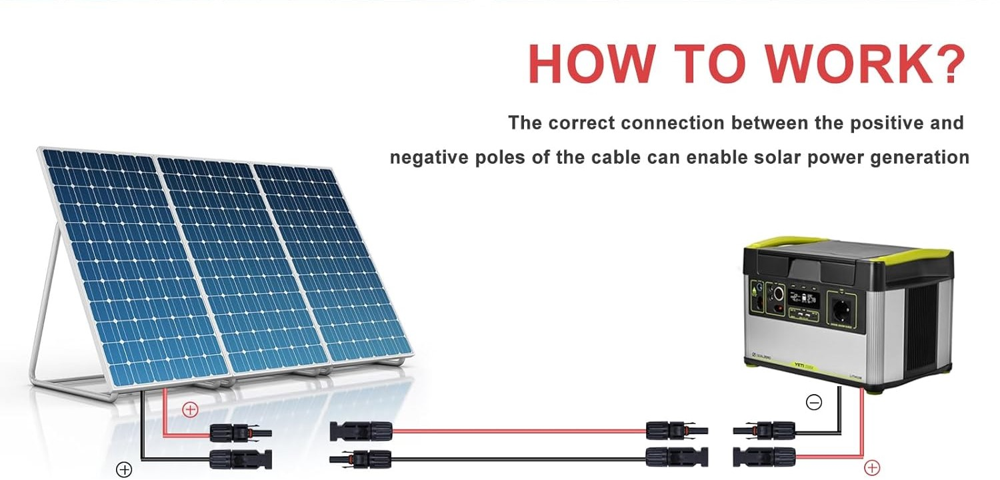 HOW TO WORK?
The correct connection between the positive and
negative poles of the cable can enable solar power generation
YETI